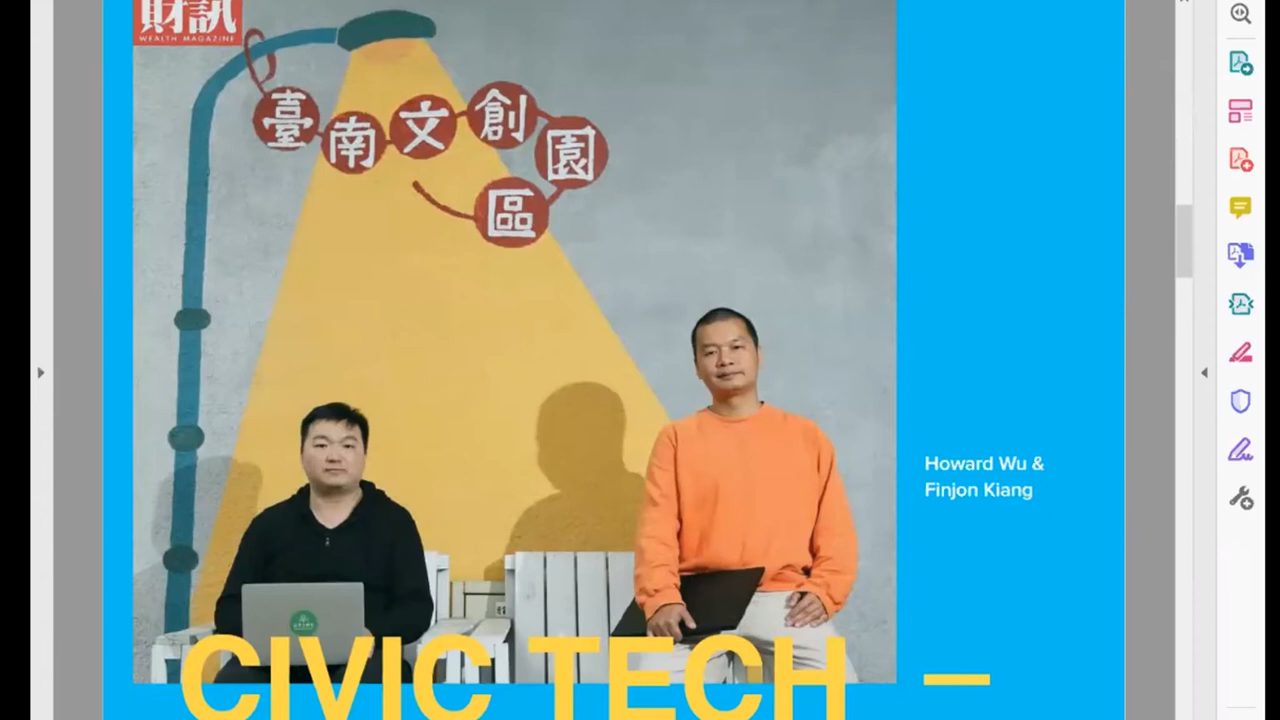 財訊
WEALTH MAGAZINE
臺南文創園區
Howard Wu &
Finjon Kiang
CIVIC TECH –